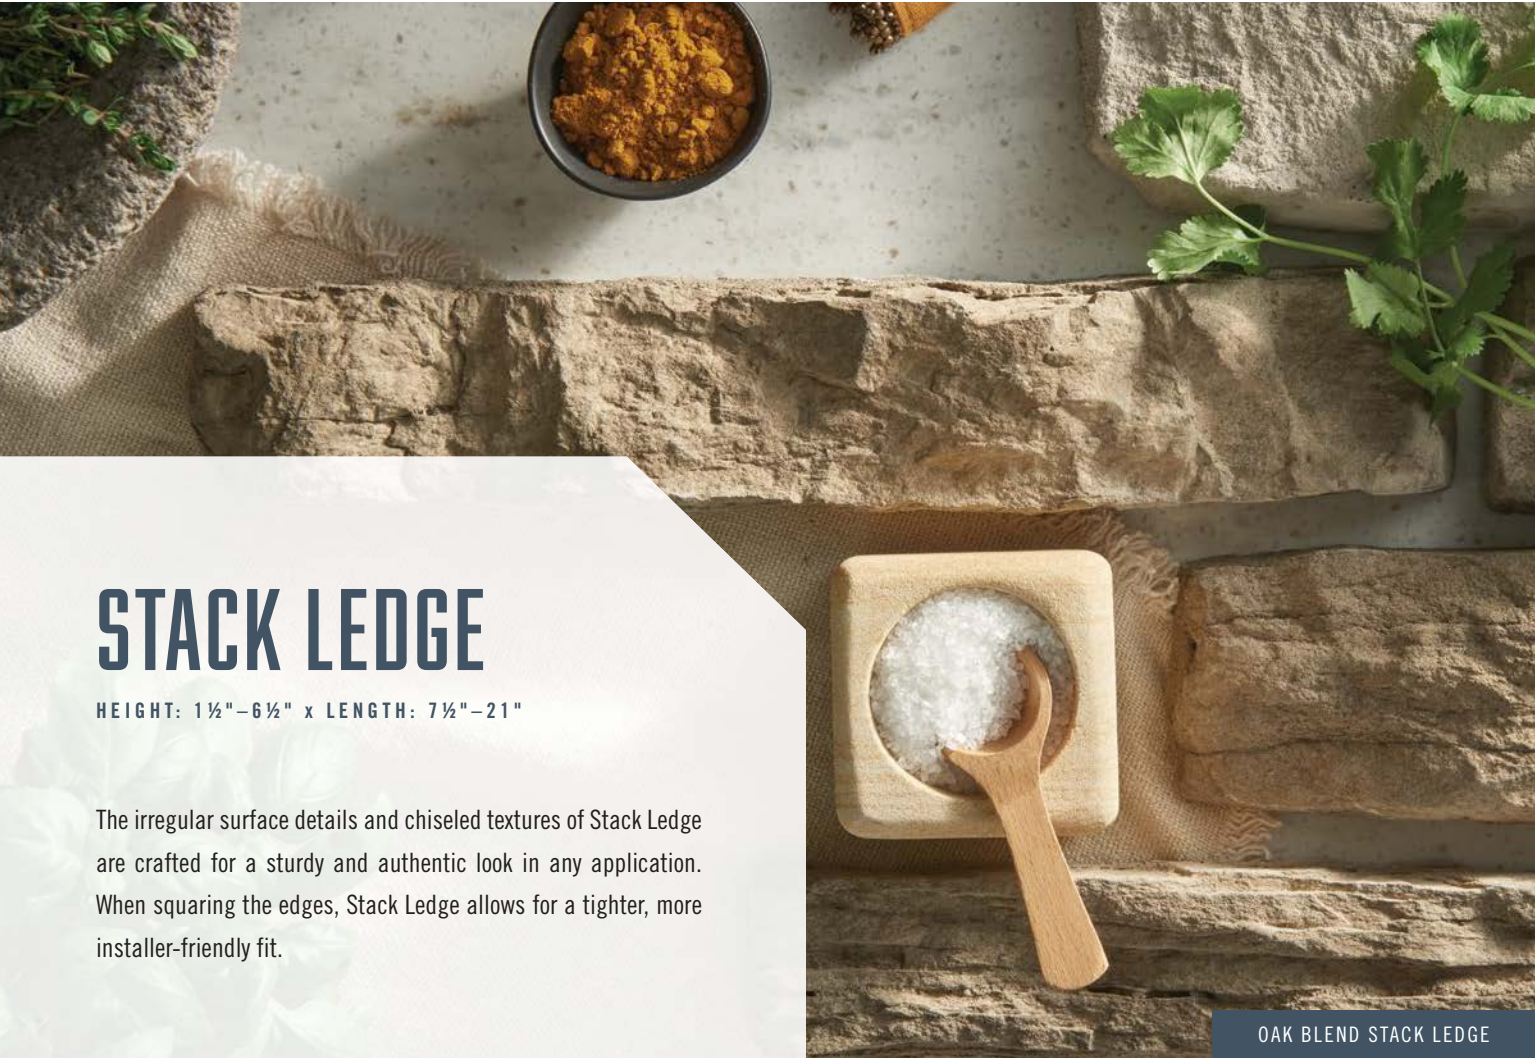 STACK LEDGE
HEIGHT: 1½"–6½" x LENGTH: 7½"–21"
The irregular surface details and chiseled textures of Stack Ledge
are crafted for a sturdy and authentic look in any application.
When squaring the edges, Stack Ledge allows for a tighter, more
installer-friendly fit.
OAK BLEND STACK LEDGE